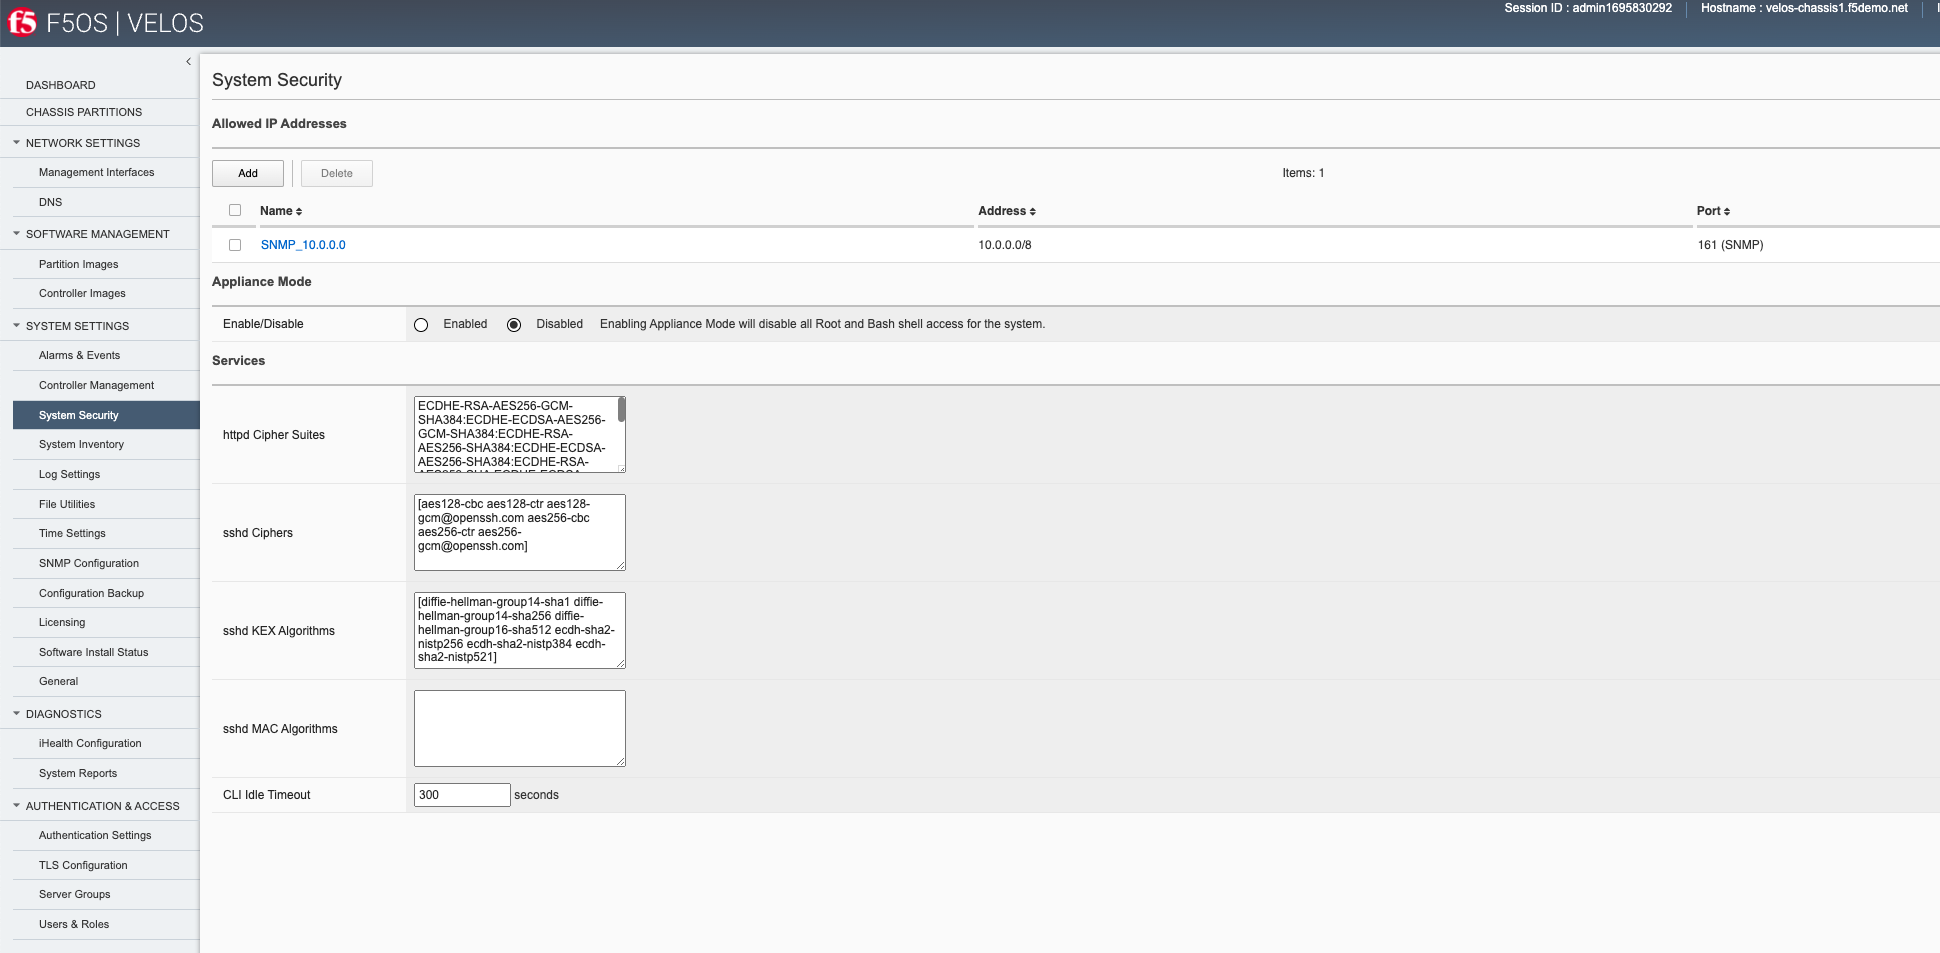 f5 F5OS | VELOS
Session ID : admin1695830292
Hostname : velos-chassis1.f5demo.net
DASHBOARD
CHASSIS PARTITIONS
NETWORK SETTINGS
Management Interfaces
DNS
SOFTWARE MANAGEMENT
Partition Images
Controller Images
SYSTEM SETTINGS
Alarms & Events
Controller Management
System Security
System Inventory
Log Settings
File Utilities
Time Settings
SNMP Configuration
Configuration Backup
Licensing
Software Install Status
General
DIAGNOSTICS
iHealth Configuration
System Reports
AUTHENTICATION & ACCESS
Authentication Settings
TLS Configuration
Server Groups
Users & Roles
System Security
Allowed IP Addresses
Add
Delete
Items: 1
Name
Address
Port
SNMP_10.0.0.0
10.0.0.0/8
161 (SNMP)
Appliance Mode
Enable/Disable
Enabled
Disabled
Enabling Appliance Mode will disable all Root and Bash shell access for the system.
Services
httpd Cipher Suites
ECDHE-RSA-AES256-GCM-
SHA384:ECDHE-ECDSA-AES256-
GCM-SHA384:ECDHE-RSA-
AES256-SHA384:ECDHE-ECDSA-
AES256-SHA384:ECDHE-RSA-
sshd Ciphers
[aes128-cbc aes128-ctr aes128-
gcm@openssh.com aes256-cbc
aes256-ctr aes256-
gcm@openssh.com]
sshd KEX Algorithms
[diffie-hellman-group14-sha1 diffie-
hellman-group14-sha256 diffie-
hellman-group16-sha512 ecdh-sha2-
nistp256 ecdh-sha2-nistp384 ecdh-
sha2-nistp521]
sshd MAC Algorithms
CLI Idle Timeout
300
seconds